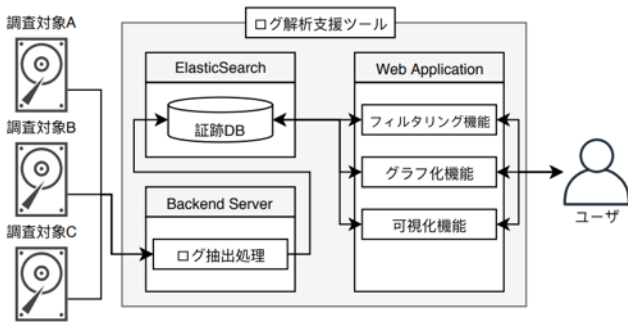 調査対象A
調査対象B
調査対象C
ログ解析支援ツール
ElasticSearch
証跡DB
Backend Server
ログ抽出処理
Web Application
フィルタリング機能
グラフ化機能
可視化機能
ユーザ